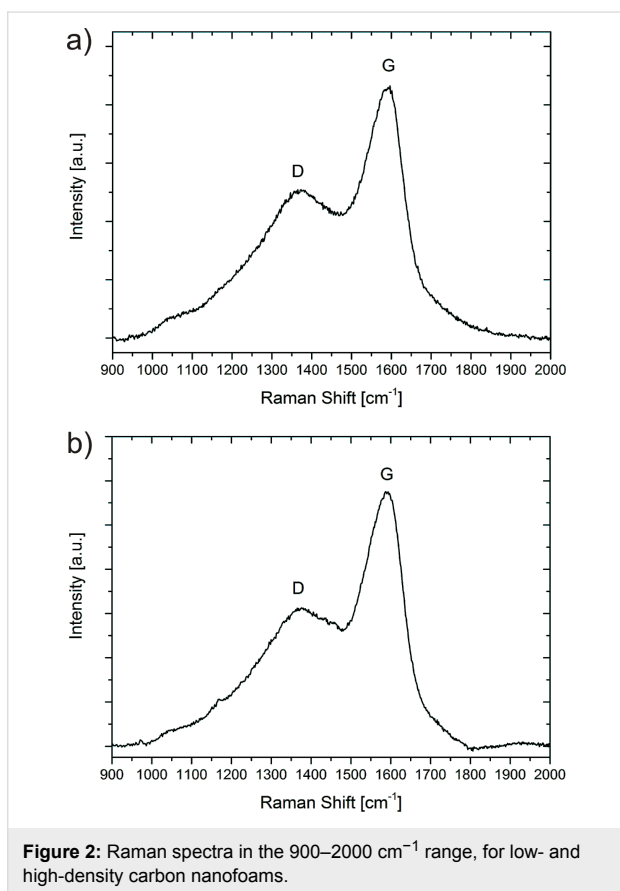 a)
G
D
Intensity [a.u.]
900 1000 1100 1200 1300 1400 1500 1600 1700 1800 1900 2000
Raman Shift [cm⁻¹]
b)
G
D
Intensity [a.u.]
900 1000 1100 1200 1300 1400 1500 1600 1700 1800 1900 2000
Raman Shift [cm⁻¹]
Figure 2: Raman spectra in the 900–2000 cm⁻¹ range, for low- and
high-density carbon nanofoams.